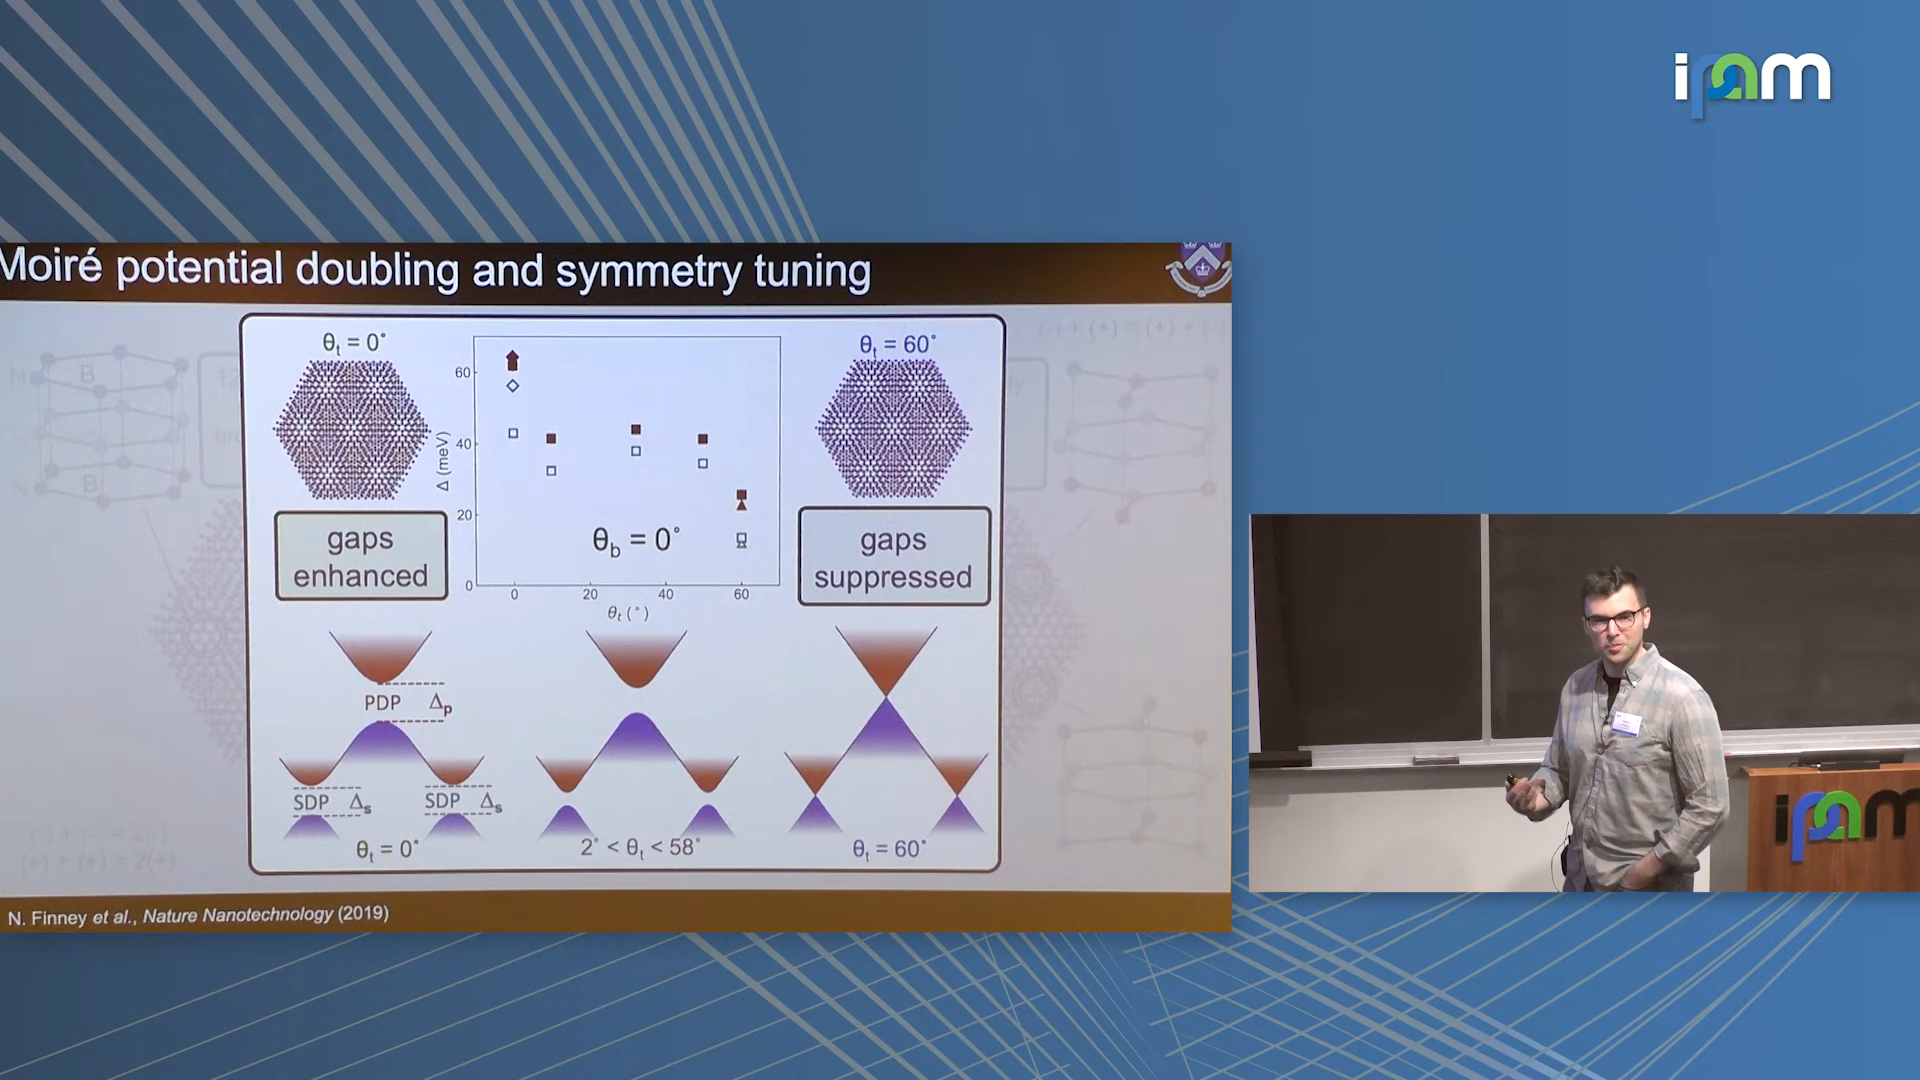 ipam
Moiré potential doubling and symmetry tuning
θt = 0°
θt = 60°
60
40
20
0
Δ (meV)
θb = 0°
0 20 40 60
θt (°)
gaps
enhanced
gaps
suppressed
PDP Δp
SDP Δs
SDP Δs
θt = 0°
2° < θt < 58°
θt = 60°
N
B
B
N
(+) + (+) = 2(+)
N. Finney et al., Nature Nanotechnology (2019)
ipam